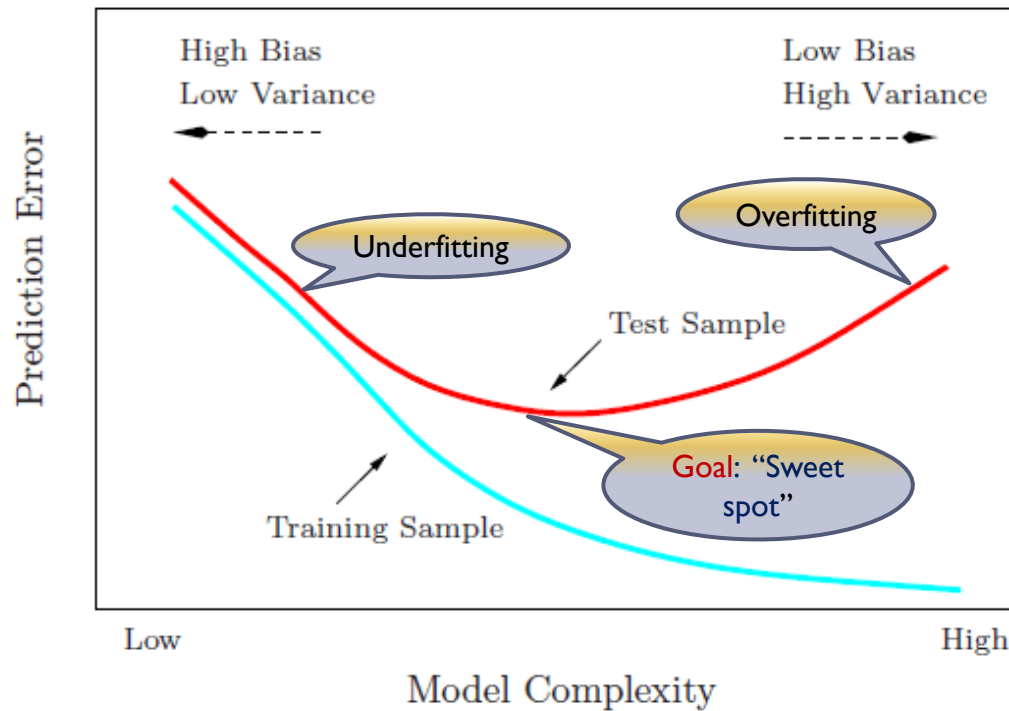 High Bias
Low Variance
Low Bias
High Variance
Prediction Error
Underfitting
Overfitting
Test Sample
Goal: “Sweet
spot”
Training Sample
Low
High
Model Complexity